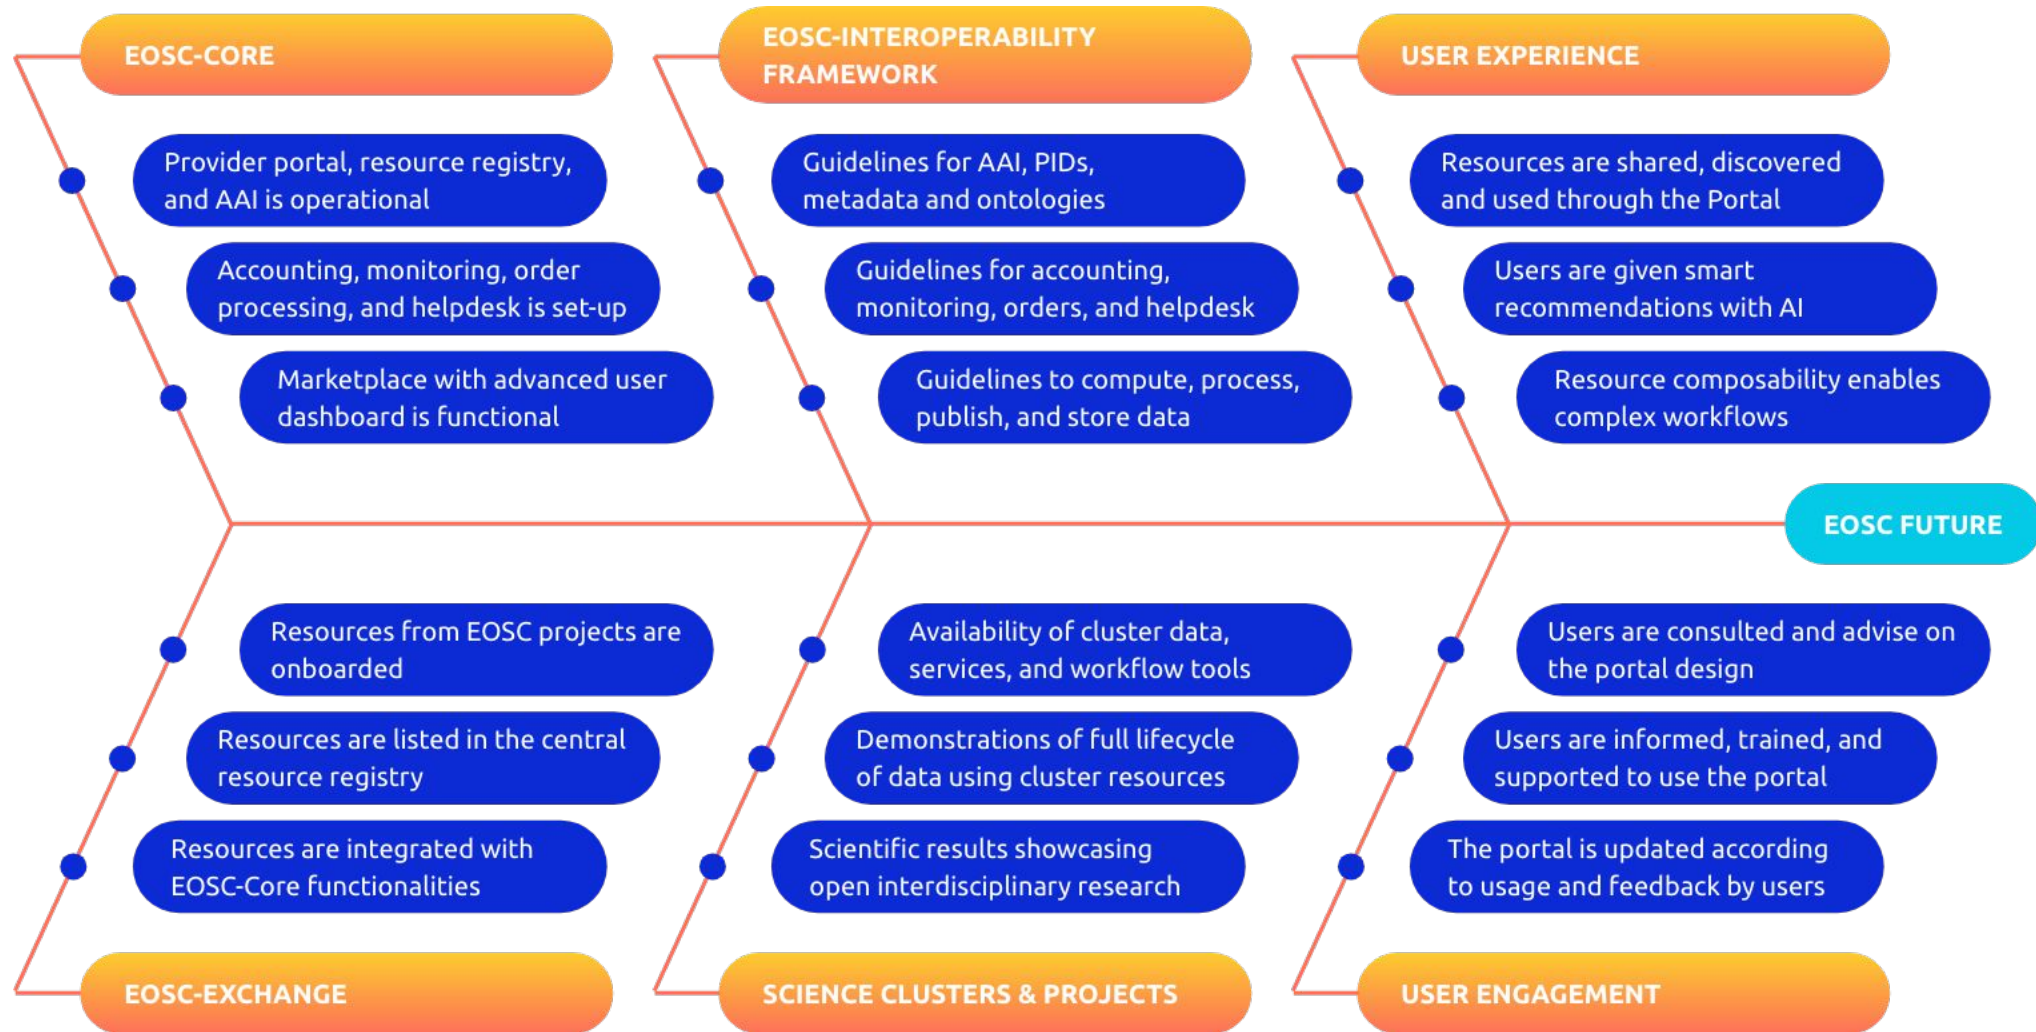 EOSC-CORE
Provider portal, resource registry,
and AAI is operational
Accounting, monitoring, order
processing, and helpdesk is set-up
Marketplace with advanced user
dashboard is functional
EOSC-INTEROPERABILITY
FRAMEWORK
Guidelines for AAI, PIDs,
metadata and ontologies
Guidelines for accounting,
monitoring, orders, and helpdesk
Guidelines to compute, process,
publish, and store data
USER EXPERIENCE
Resources are shared, discovered
and used through the Portal
Users are given smart
recommendations with AI
Resource composability enables
complex workflows
EOSC FUTURE
Resources from EOSC projects are
onboarded
Resources are listed in the central
resource registry
Resources are integrated with
EOSC-Core functionalities
EOSC-EXCHANGE
Availability of cluster data,
services, and workflow tools
Demonstrations of full lifecycle
of data using cluster resources
Scientific results showcasing
open interdisciplinary research
SCIENCE CLUSTERS & PROJECTS
Users are consulted and advise on
the portal design
Users are informed, trained, and
supported to use the portal
The portal is updated according
to usage and feedback by users
USER ENGAGEMENT